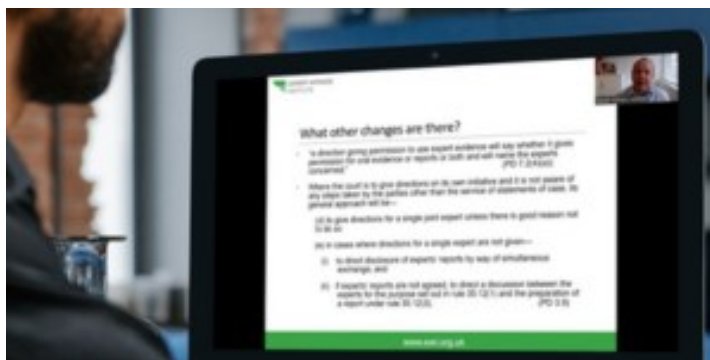 EXPERT WITNESS
INSTITUTE
What other changes are there?
"A direction giving permission to use expert evidence will say whether it gives
permission for oral evidence or reports or both and will name the experts
concerned."
Where the court is to give directions on its own initiative and it is not aware of
any steps taken by the parties other than the service of statements of case, its
general approach will be—
to give directions for a single joint expert unless there is good reason not
to do so
in cases where directions for a single expert are not given—
(i) to direct disclosure of experts' reports by way of simultaneous
exchange; and
(ii) if experts' reports are not agreed, to direct a discussion between the
experts for the purpose set out in rule 35.12(1) and the preparation of
a report under rule 35.12(3). (PD 3.9)
www.ewi.org.uk